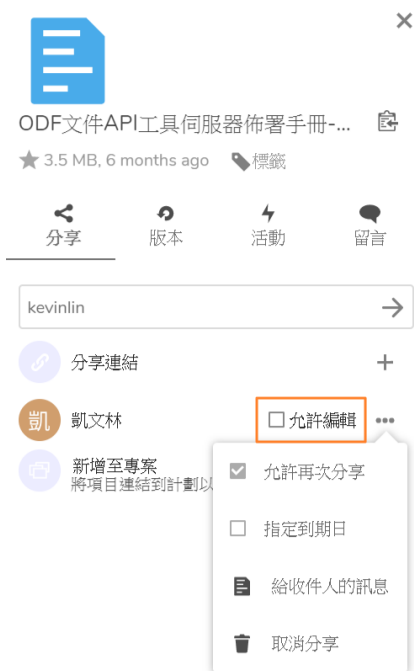 ODF文件API工具伺服器佈署手冊-...
3.5 MB, 6 months ago 標籤
分享 版本 活動 留言
kevinlin
分享連結
凱 凱文林 允許編輯
新增至專案
將項目連結到計劃以
允許再次分享
指定到期日
給收件人的訊息
取消分享